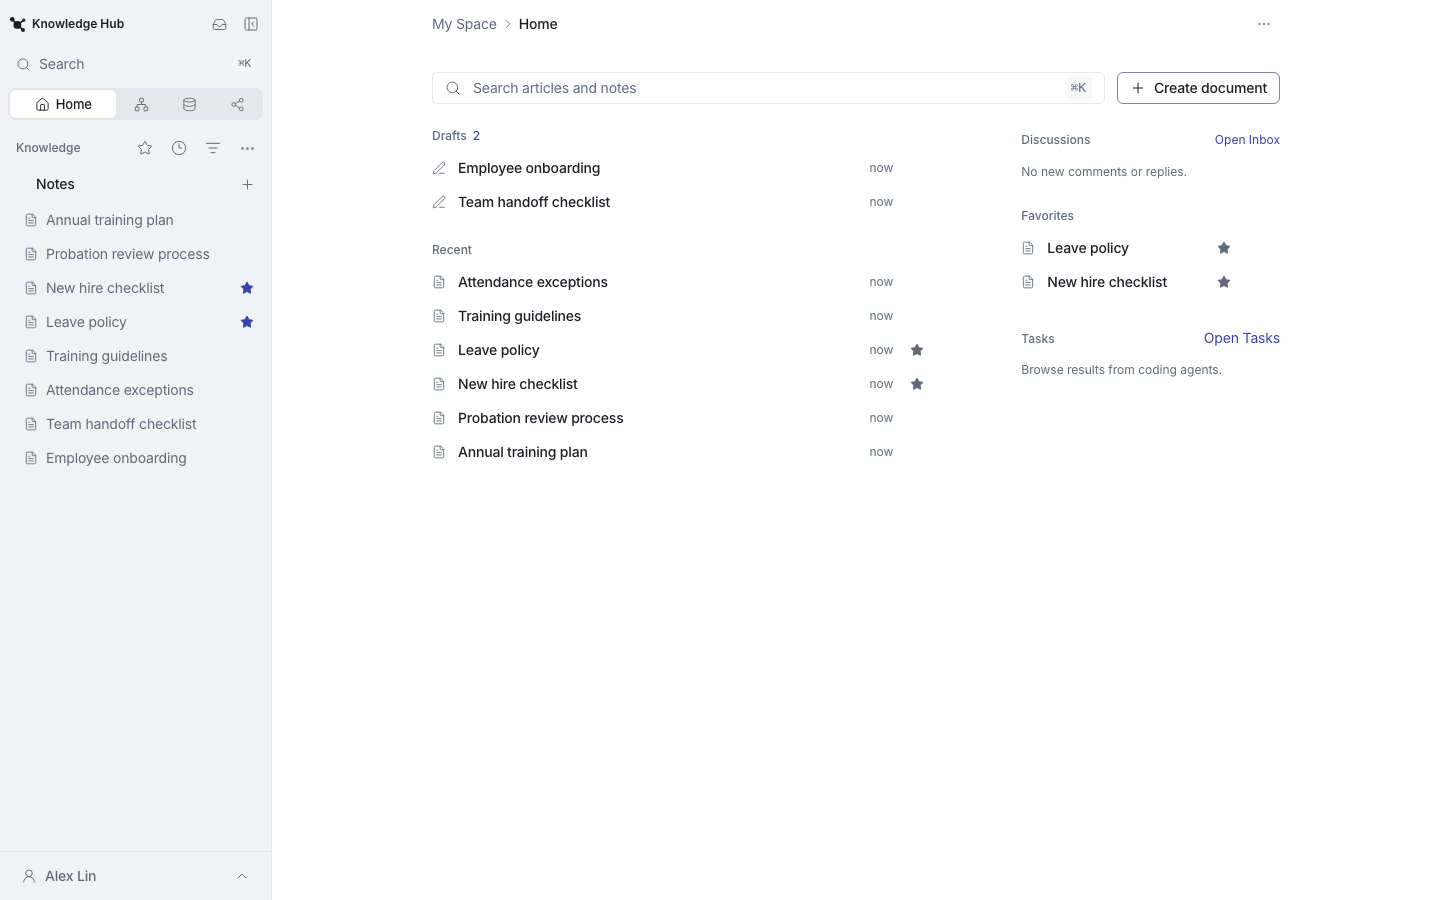 Knowledge Hub
Search ⌘K
Home
Knowledge
Notes
Annual training plan
Probation review process
New hire checklist
Leave policy
Training guidelines
Attendance exceptions
Team handoff checklist
Employee onboarding
Alex Lin
My Space > Home
Search articles and notes ⌘K
Create document
Drafts 2
Employee onboarding now
Team handoff checklist now
Recent
Attendance exceptions now
Training guidelines now
Leave policy now
New hire checklist now
Probation review process now
Annual training plan now
Discussions Open Inbox
No new comments or replies.
Favorites
Leave policy
New hire checklist
Tasks Open Tasks
Browse results from coding agents.